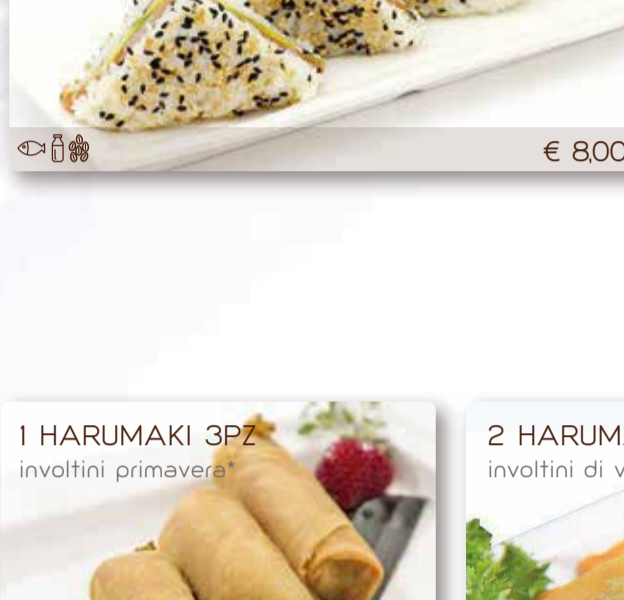 € 8,00
1 HARUMAKI 3PZ
involtini primavera*
2 HARUM
involtini di